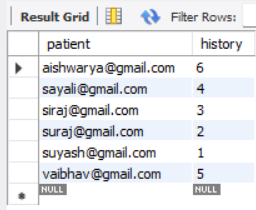 Result Grid Filter Rows:
patient history
aishwarya@gmail.com 6
sayali@gmail.com 4
siraj@gmail.com 3
suraj@gmail.com 2
suyash@gmail.com 1
vaibhav@gmail.com 5
NULL NULL